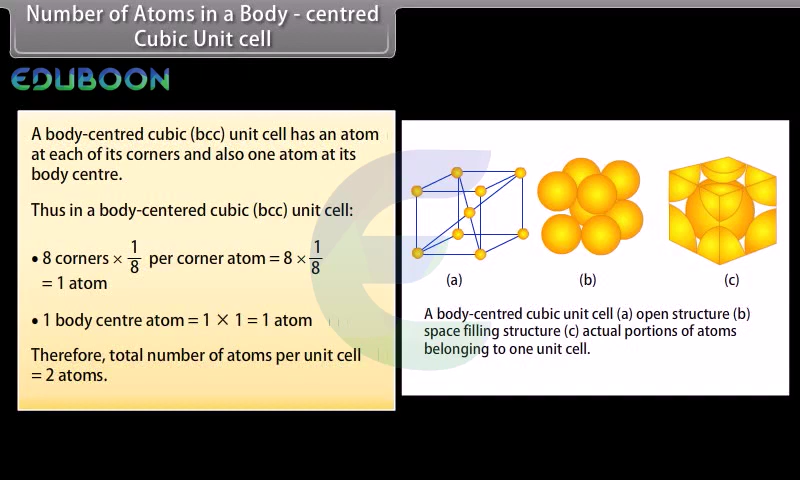 Number of Atoms in a Body - centred
Cubic Unit cell
EDUBOON
A body-centred cubic (bcc) unit cell has an atom
at each of its corners and also one atom at its
body centre.
Thus in a body-centered cubic (bcc) unit cell:
• 8 corners × 1/8 per corner atom = 8 × 1/8
= 1 atom
• 1 body centre atom = 1 × 1 = 1 atom
Therefore, total number of atoms per unit cell
= 2 atoms.
(a) (b) (c)
A body-centred cubic unit cell (a) open structure (b)
space filling structure (c) actual portions of atoms
belonging to one unit cell.